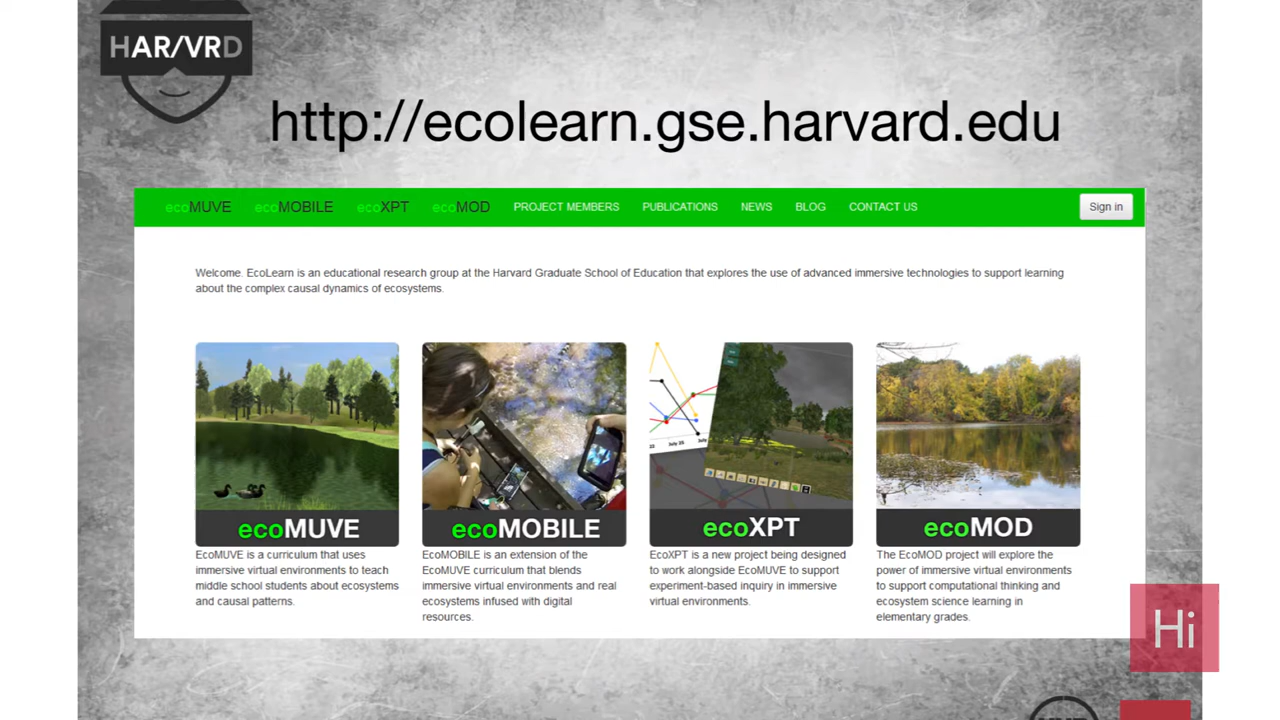 HAR/VRD
http://ecolearn.gse.harvard.edu
ecoMUVE ecoMOBILE ecoXPT ecoMOD PROJECT MEMBERS PUBLICATIONS NEWS BLOG CONTACT US Sign in
Welcome. EcoLearn is an educational research group at the Harvard Graduate School of Education that explores the use of advanced immersive technologies to support learning
about the complex causal dynamics of ecosystems.
ecoMUVE
EcoMUVE is a curriculum that uses
immersive virtual environments to teach
middle school students about ecosystems
and causal patterns.
ecoMOBILE
EcoMOBILE is an extension of the
EcoMUVE curriculum that blends
immersive virtual environments and real
ecosystems infused with digital
resources.
July 25 July
ecoXPT
EcoXPT is a new project being designed
to work alongside EcoMUVE to support
experiment-based inquiry in immersive
virtual environments.
ecoMOD
The EcoMOD project will explore the
power of immersive virtual environments
to support computational thinking and
ecosystem science learning in
elementary grades.
Hi